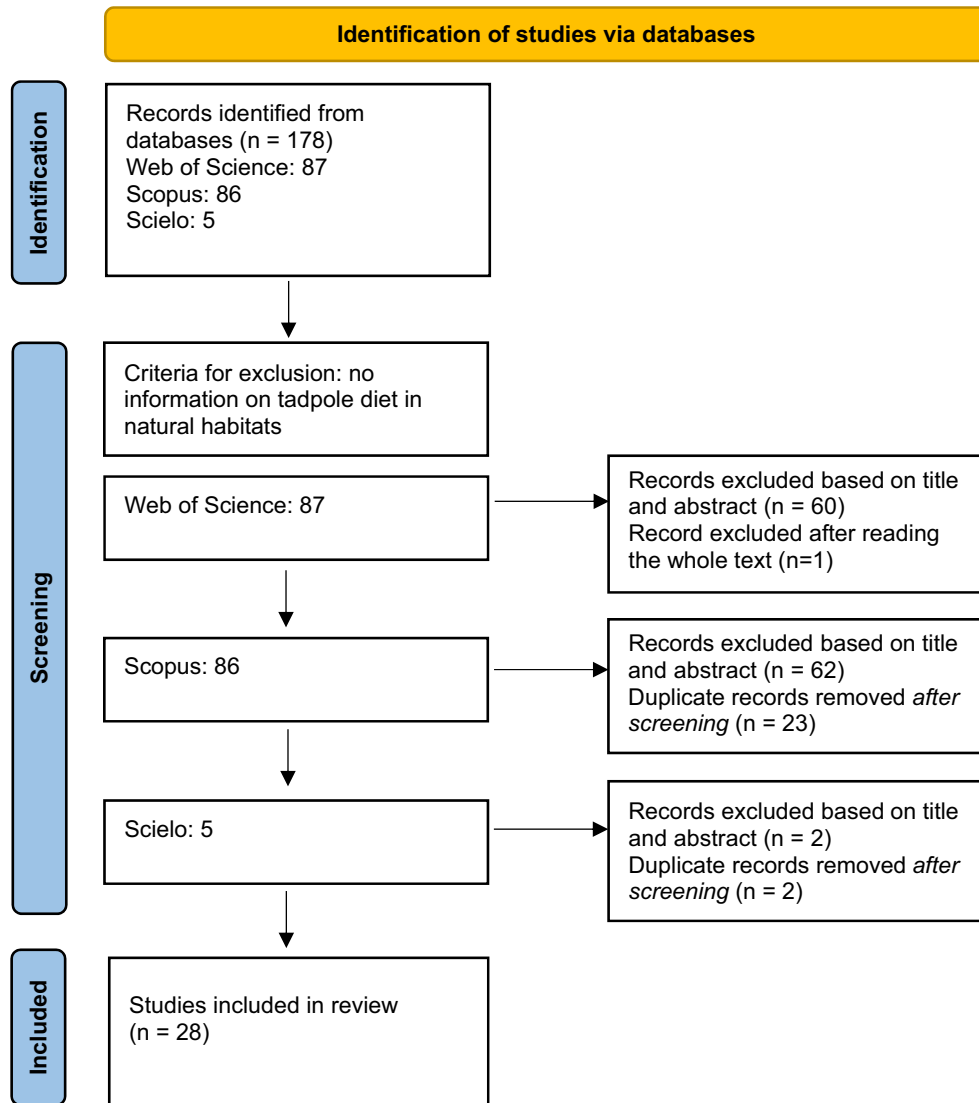 Identification of studies via databases
Identification
Records identified from
databases (n = 178)
Web of Science: 87
Scopus: 86
Scielo: 5
Screening
Criteria for exclusion: no
information on tadpole diet in
natural habitats
Web of Science: 87
Records excluded based on title
and abstract (n = 60)
Record excluded after reading
the whole text (n=1)
Scopus: 86
Records excluded based on title
and abstract (n = 62)
Duplicate records removed after
screening (n = 23)
Scielo: 5
Records excluded based on title
and abstract (n = 2)
Duplicate records removed after
screening (n = 2)
Included
Studies included in review
(n = 28)